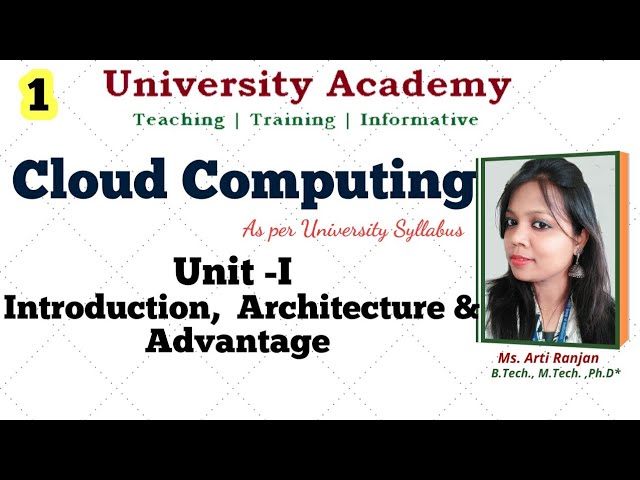 1
University Academy
Teaching | Training | Informative
Cloud Computing
As per University Syllabus
Unit -I
Introduction, Architecture &
Advantage
Ms. Arti Ranjan
B.Tech., M.Tech. ,Ph.D*